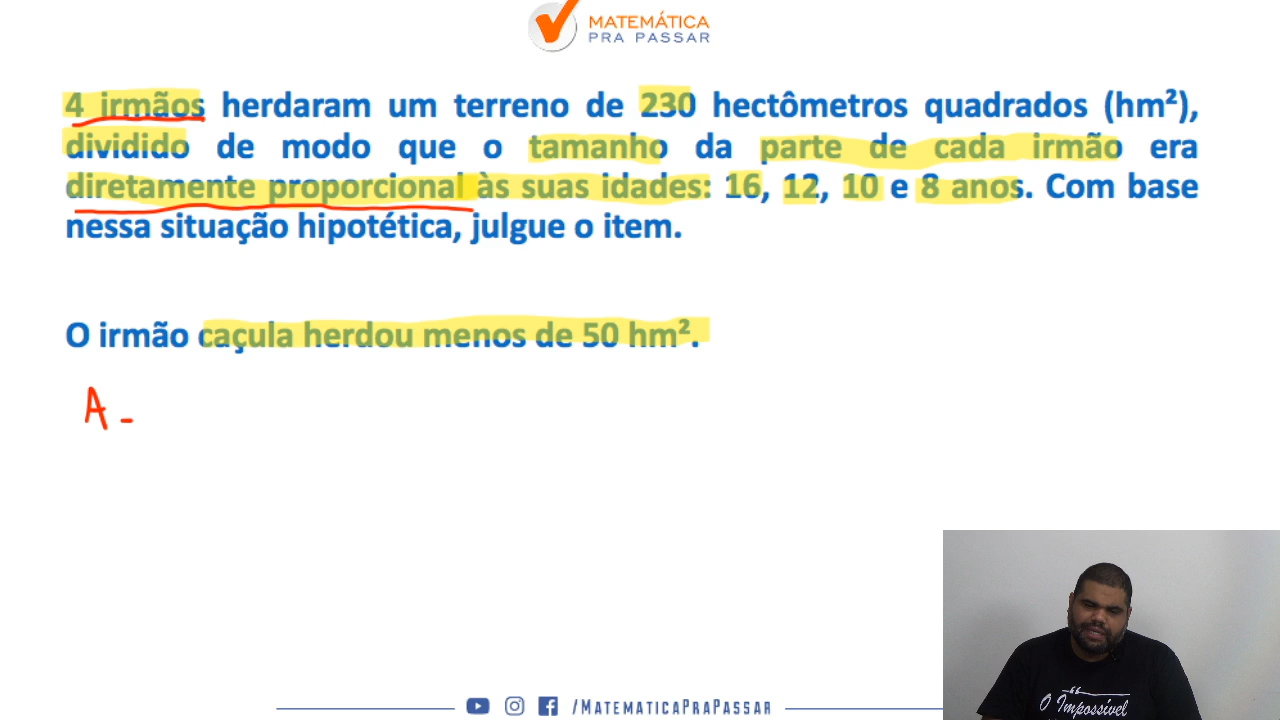 MATEMÁTICA
PRA PASSAR
4 irmãos herdaram um terreno de 230 hectômetros quadrados (hm²),
dividido de modo que o tamanho da parte de cada irmão era
diretamente proporcional às suas idades: 16, 12, 10 e 8 anos. Com base
nessa situação hipotética, julgue o item.
O irmão caçula herdou menos de 50 hm².
A -
O Impossível
/MATEMATICAPRAPASSAR